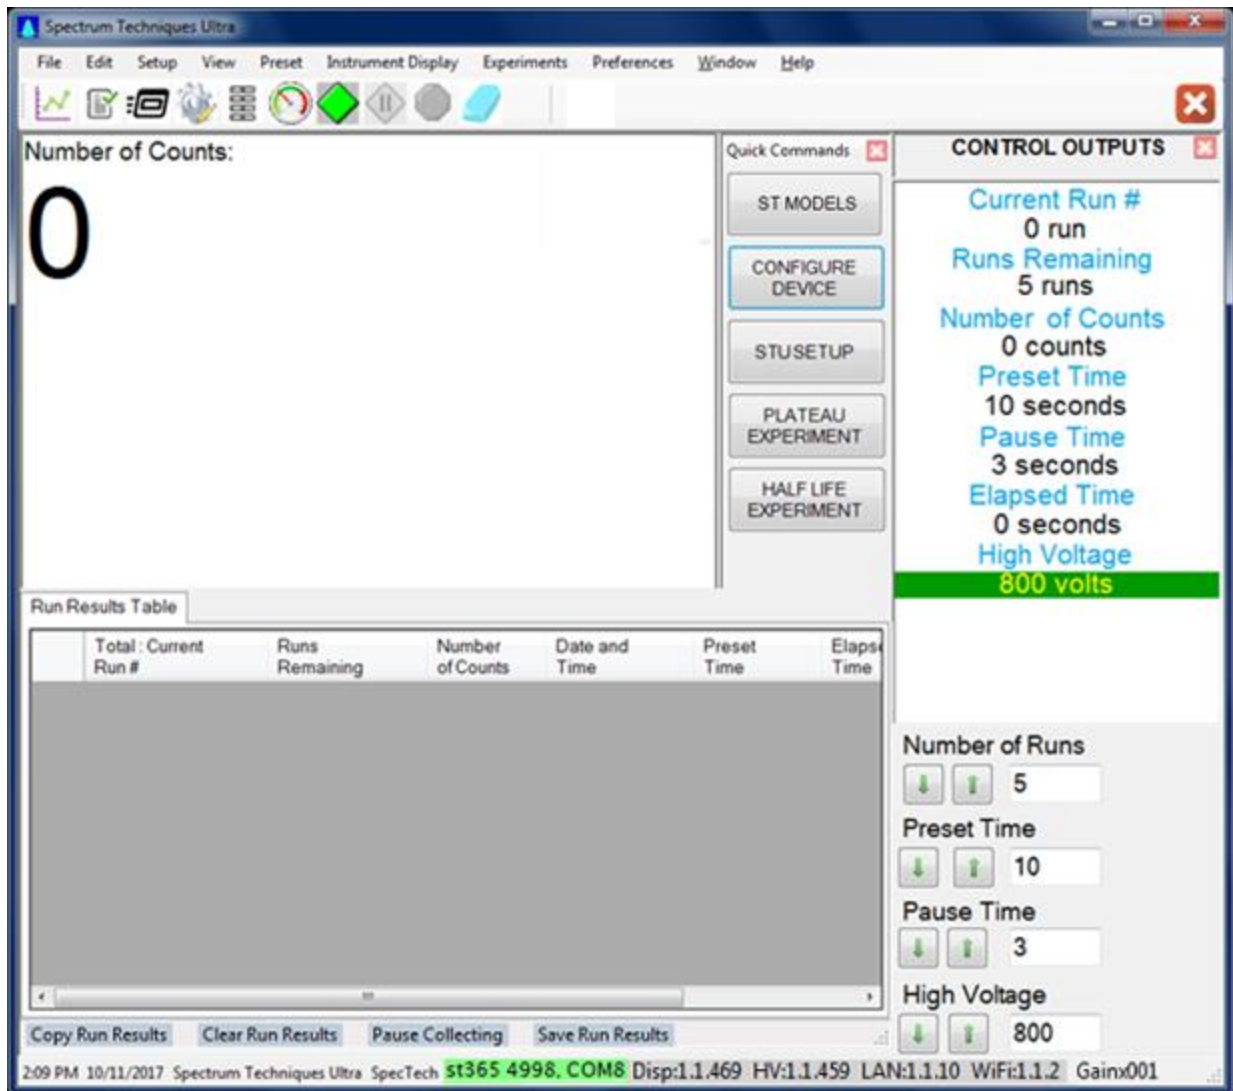 Spectrum Techniques Ultra
File Edit Setup View Preset Instrument Display Experiments Preferences Window Help
Number of Counts:
0
Quick Commands
ST MODELS
CONFIGURE
DEVICE
STU SETUP
PLATEAU
EXPERIMENT
HALF LIFE
EXPERIMENT
CONTROL OUTPUTS
Current Run #
0 run
Runs Remaining
5 runs
Number of Counts
0 counts
Preset Time
10 seconds
Pause Time
3 seconds
Elapsed Time
0 seconds
High Voltage
800 volts
Run Results Table
Total : Current Runs Number Date and Preset Elapse
Run # Remaining of Counts Time Time Time
Number of Runs
5
Preset Time
10
Pause Time
3
High Voltage
800
Copy Run Results Clear Run Results Pause Collecting Save Run Results
2:09 PM 10/11/2017 Spectrum Techniques Ultra SpecTech st365 4998, COM8 Disp:1.1.469 HV:1.1.459 LAN:1.1.10 WiFi:1.1.2 Gainx001